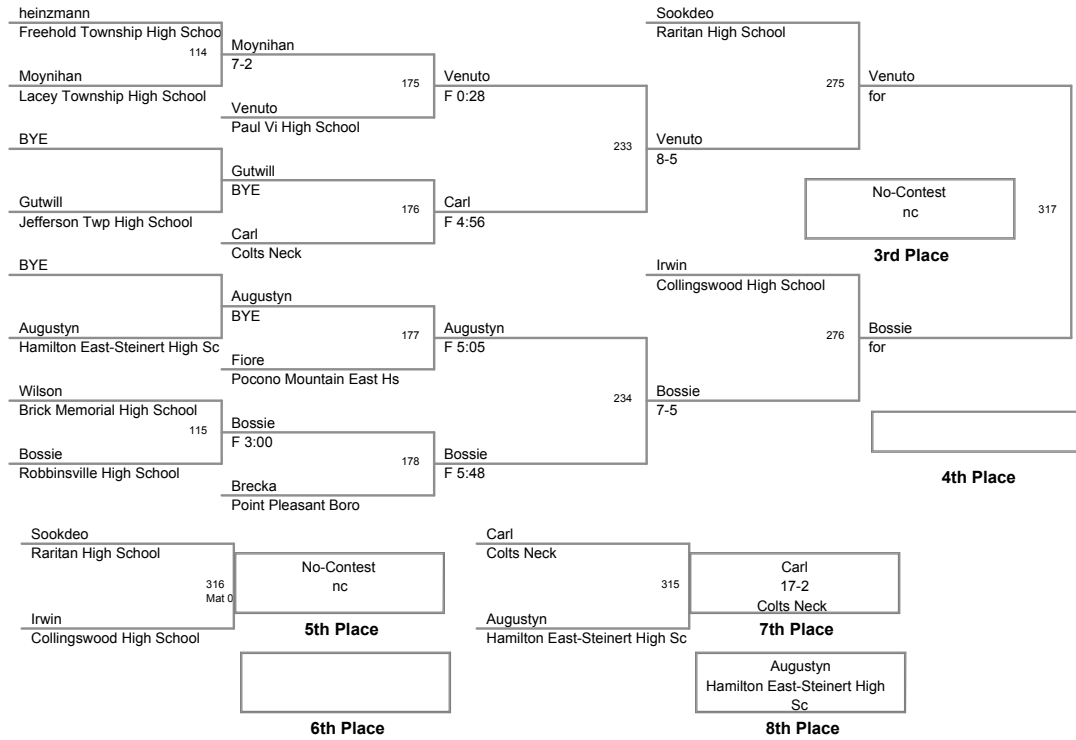 heinzmann
Freehold Township High Schoo
114
Moynihan
Lacey Township High School
BYE
Gutwill
Jefferson Twp High School
BYE
Augustyn
Hamilton East-Steinert High Sc
Wilson
Brick Memorial High School
115
Bossie
Robbinsville High School
Moynihan
7-2
175
Venuto
Paul Vi High School
Gutwill
BYE
176
Carl
Colts Neck
Augustyn
BYE
177
Fiore
Pocono Mountain East Hs
Bossie
F 3:00
178
Brecka
Point Pleasant Boro
Venuto
F 0:28
233
Carl
F 4:56
Augustyn
F 5:05
234
Bossie
F 5:48
Sookdeo
Raritan High School
275
Venuto
8-5
Irwin
Collingswood High School
276
Bossie
7-5
Venuto
for
317
Bossie
for
No-Contest
nc
3rd Place
4th Place
Sookdeo
Raritan High School
316
Mat 0
Irwin
Collingswood High School
No-Contest
nc
5th Place
6th Place
Carl
Colts Neck
315
Augustyn
Hamilton East-Steinert High Sc
Carl
17-2
Colts Neck
7th Place
Augustyn
Hamilton East-Steinert High
Sc
8th Place